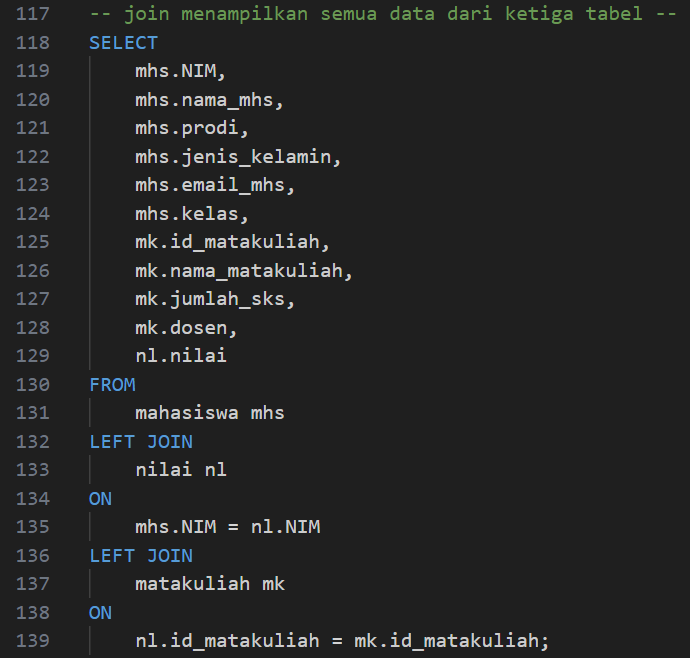 117 -- join menampilkan semua data dari ketiga tabel --
118 SELECT
119 mhs.NIM,
120 mhs.nama_mhs,
121 mhs.prodi,
122 mhs.jenis_kelamin,
123 mhs.email_mhs,
124 mhs.kelas,
125 mk.id_matakuliah,
126 mk.nama_matakuliah,
127 mk.jumlah_sks,
128 mk.dosen,
129 nl.nilai
130 FROM
131 mahasiswa mhs
132 LEFT JOIN
133 nilai nl
134 ON
135 mhs.NIM = nl.NIM
136 LEFT JOIN
137 matakuliah mk
138 ON
139 nl.id_matakuliah = mk.id_matakuliah;